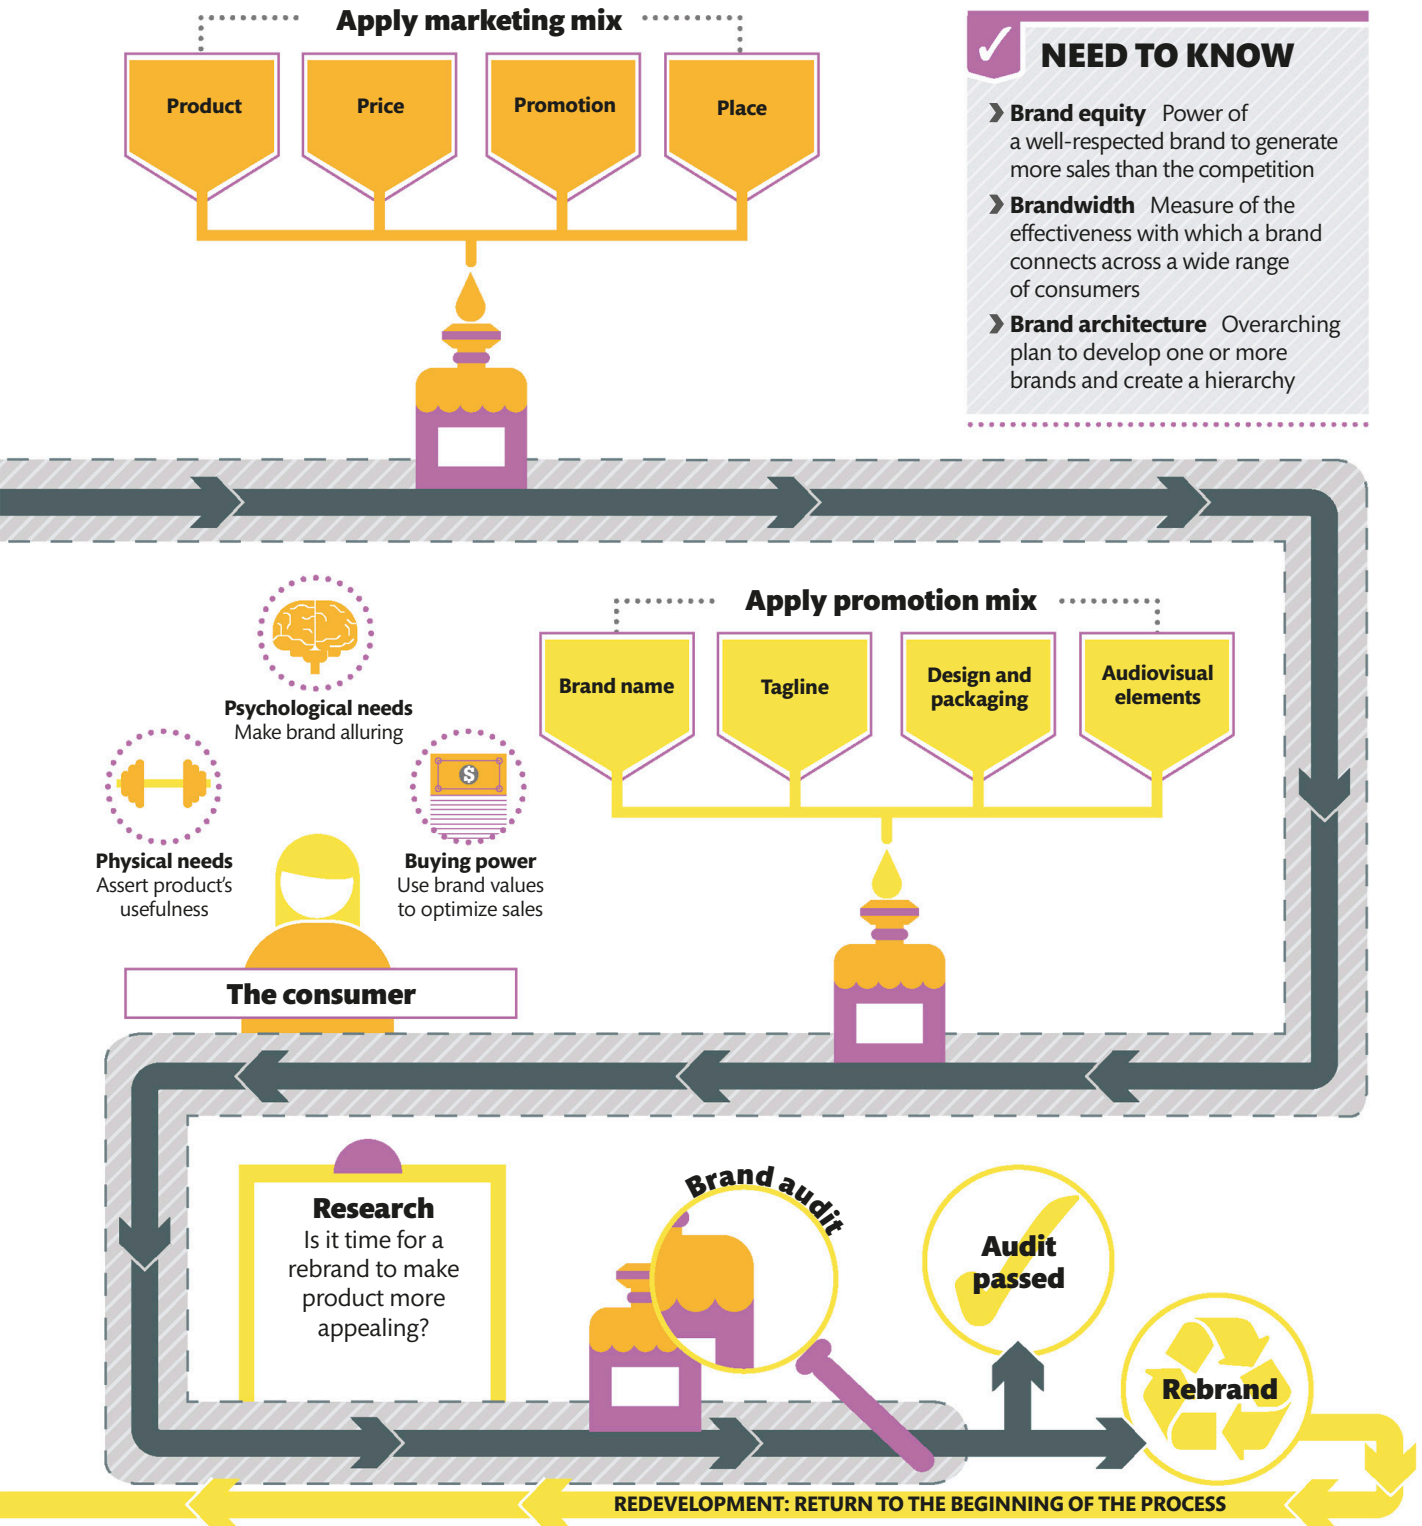 Apply marketing mix
Product
Price
Promotion
Place
NEED TO KNOW
Brand equity Power of
a well-respected brand to generate
more sales than the competition
Brandwidth Measure of the
effectiveness with which a brand
connects across a wide range
of consumers
Brand architecture Overarching
plan to develop one or more
brands and create a hierarchy
Psychological needs
Make brand alluring
Physical needs
Assert product's
usefulness
$
Buying power
Use brand values
to optimize sales
The consumer
Apply promotion mix
Brand name
Tagline
Design and
packaging
Audiovisual
elements
Research
Is it time for a
rebrand to make
product more
appealing?
Brand audit
Audit
passed
Rebrand
REDEVELOPMENT: RETURN TO THE BEGINNING OF THE PROCESS